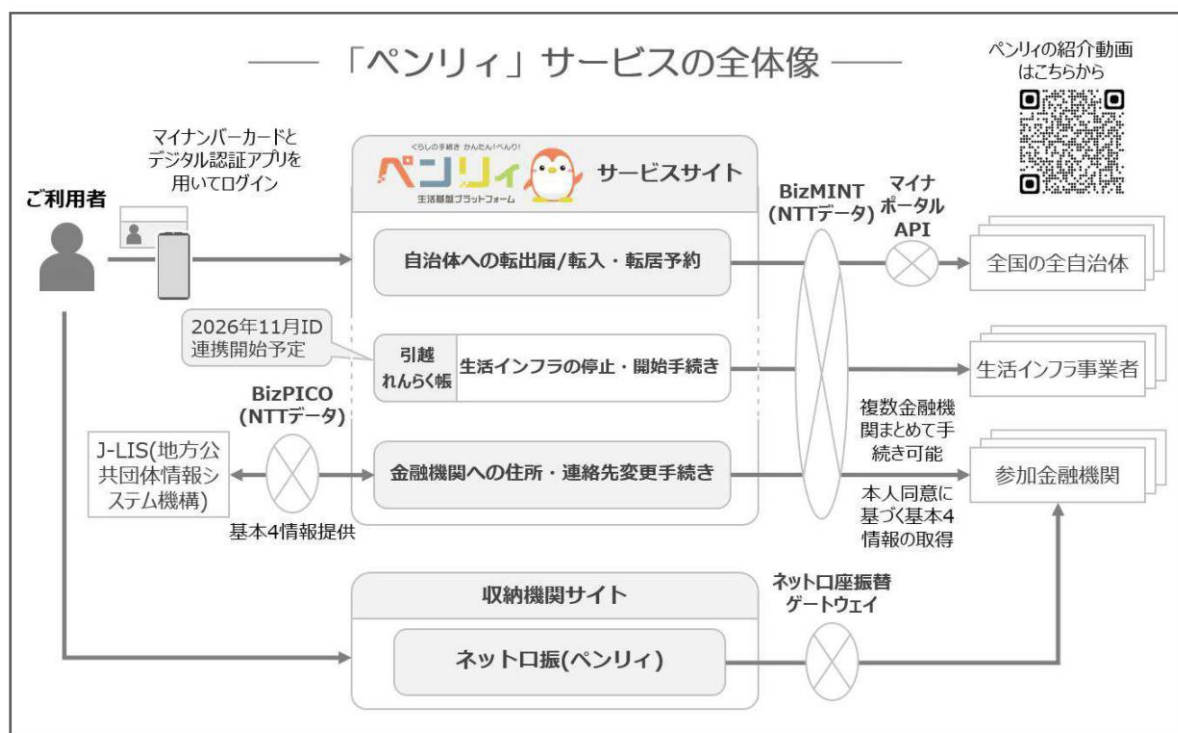 「ペンリィ」サービスの全体像
ペンリィの紹介動画
はこちらから
マイナンバーカードと
デジタル認証アプリを
用いてログイン
ご利用者
くらしの手続き かんたん!べんり!
ペンリィ
生活基盤プラットフォーム
サービスサイト
BizMINT
(NTTデータ)
マイナ
ポータル
API
自治体への転出届/転入・転居予約
全国の全自治体
2026年11月ID
連携開始予定
引越
れんらく帳
生活インフラの停止・開始手続き
生活インフラ事業者
BizPICO
(NTTデータ)
複数金融機
関まとめて手
続き可能
J-LIS(地方公
共団体情報シ
ステム機構)
金融機関への住所・連絡先変更手続き
参加金融機関
基本4情報提供
本人同意に
基づく基本4
情報の取得
収納機関サイト
ネット口座振替
ゲートウェイ
ネット口振(ペンリィ)